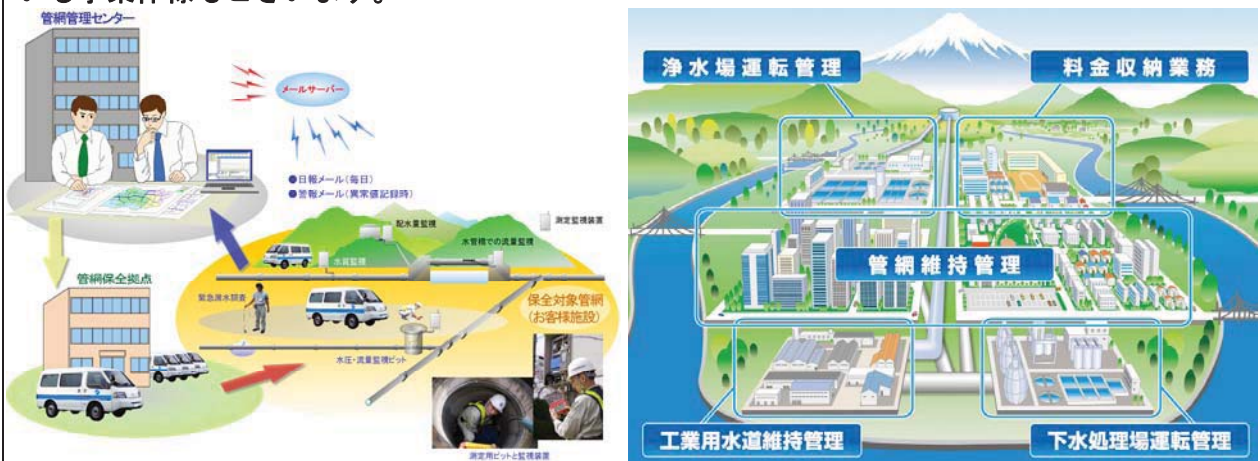 管網管理センター
メールサーバー
●日報メール(毎日)
●警報メール(異常値記録時)
測定監視装置
配水量監視
水管橋での流量監視
水質監視
管網保全拠点
緊急漏水調査
保全対象管網
(お客様施設)
水圧・流量監視ピット
測定用ピットと監視装置
浄水場運転管理
料金収納業務
管網維持管理
工業用水道維持管理
下水処理場運転管理